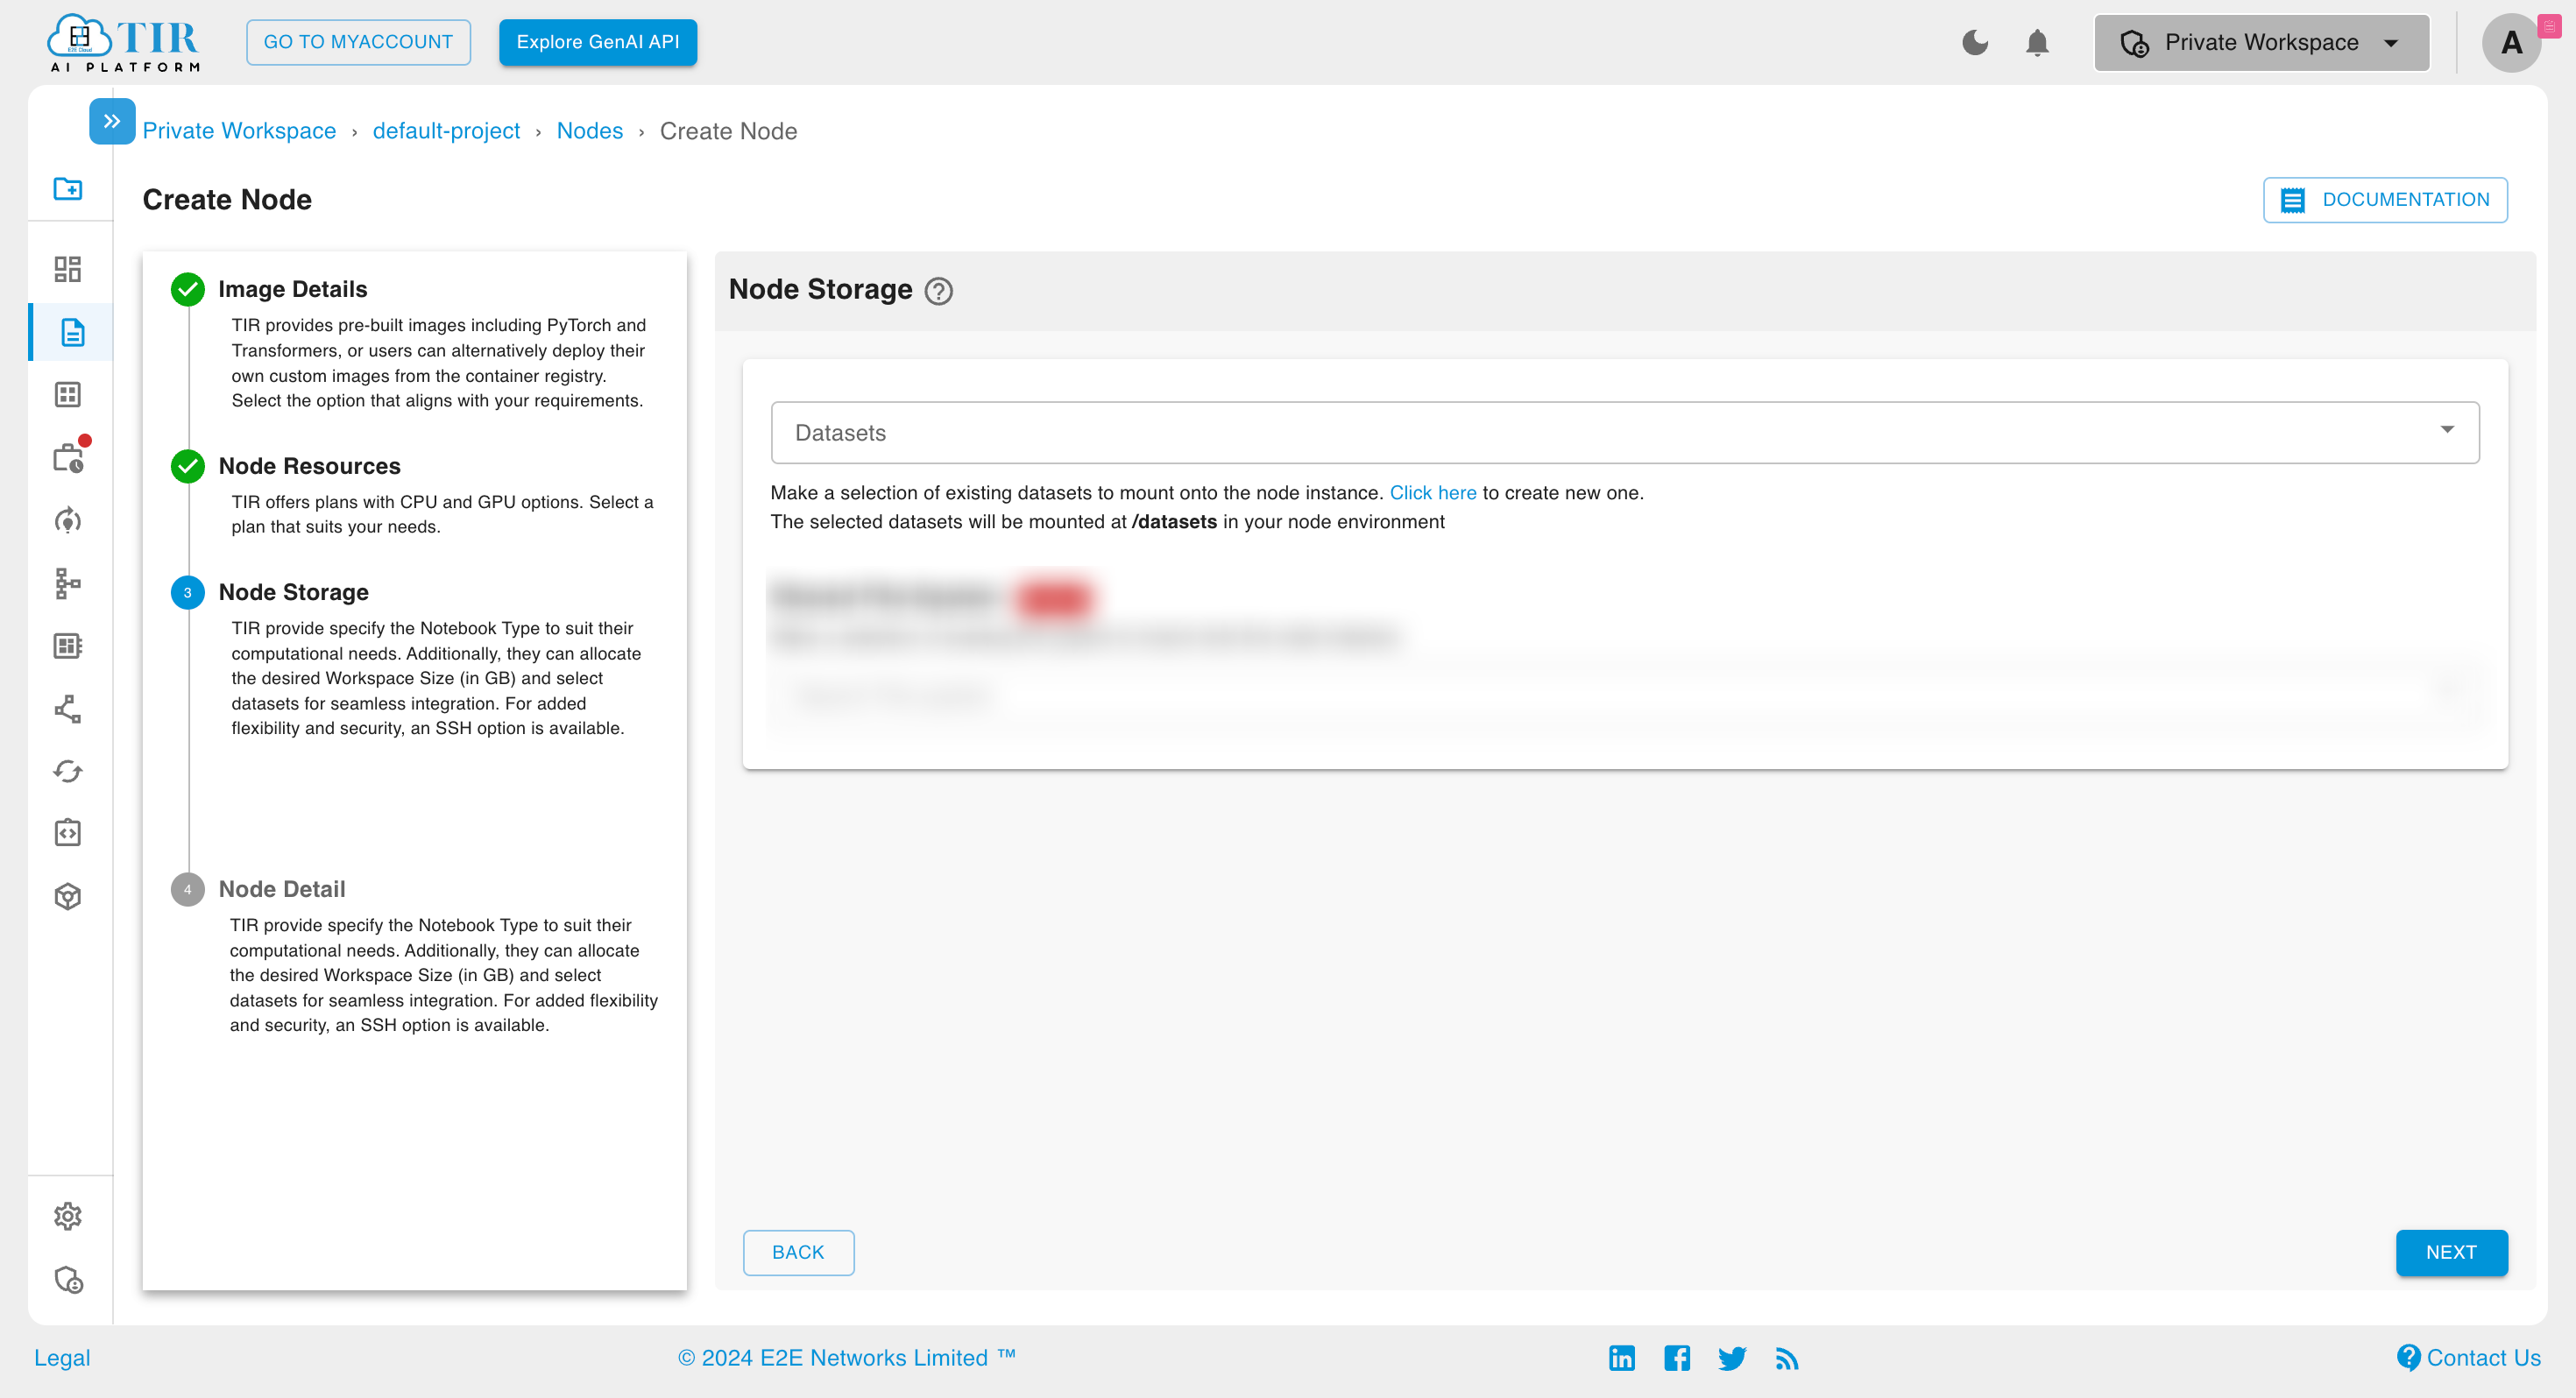 TIR
E2E Cloud
AI PLATFORM
GO TO MYACCOUNT
Explore GenAI API
Private Workspace
A
Private Workspace › default-project › Nodes › Create Node
Create Node
DOCUMENTATION
Image Details
TIR provides pre-built images including PyTorch and
Transformers, or users can alternatively deploy their
own custom images from the container registry.
Select the option that aligns with your requirements.
Node Resources
TIR offers plans with CPU and GPU options. Select a
plan that suits your needs.
3
Node Storage
TIR provide specify the Notebook Type to suit their
computational needs. Additionally, they can allocate
the desired Workspace Size (in GB) and select
datasets for seamless integration. For added
flexibility and security, an SSH option is available.
4
Node Detail
TIR provide specify the Notebook Type to suit their
computational needs. Additionally, they can allocate
the desired Workspace Size (in GB) and select
datasets for seamless integration. For added flexibility
and security, an SSH option is available.
Node Storage
Datasets
Make a selection of existing datasets to mount onto the node instance. Click here to create new one.
The selected datasets will be mounted at /datasets in your node environment
BACK
NEXT
Legal
© 2024 E2E Networks Limited ™
Contact Us